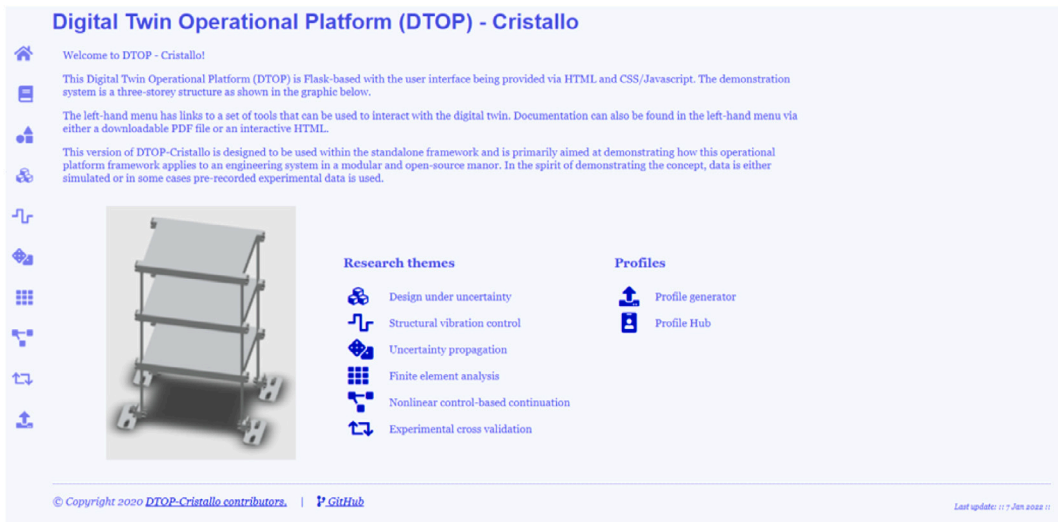 Digital Twin Operational Platform (DTOP) - Cristallo
Welcome to DTOP - Cristallo!
This Digital Twin Operational Platform (DTOP) is Flask-based with the user interface being provided via HTML and CSS/Javascript. The demonstration
system is a three-storey structure as shown in the graphic below.
The left-hand menu has links to a set of tools that can be used to interact with the digital twin. Documentation can also be found in the left-hand menu via
either a downloadable PDF file or an interactive HTML.
This version of DTOP-Cristallo is designed to be used within the standalone framework and is primarily aimed at demonstrating how this operational
platform framework applies to an engineering system in a modular and open-source manor. In the spirit of demonstrating the concept, data is either
simulated or in some cases pre-recorded experimental data is used.
Research themes
Design under uncertainty
Structural vibration control
Uncertainty propagation
Finite element analysis
Nonlinear control-based continuation
Experimental cross validation
Profiles
Profile generator
Profile Hub
© Copyright 2020 DTOP-Cristallo contributors. | GitHub
Last update: :: 7 Jan 2022 ::